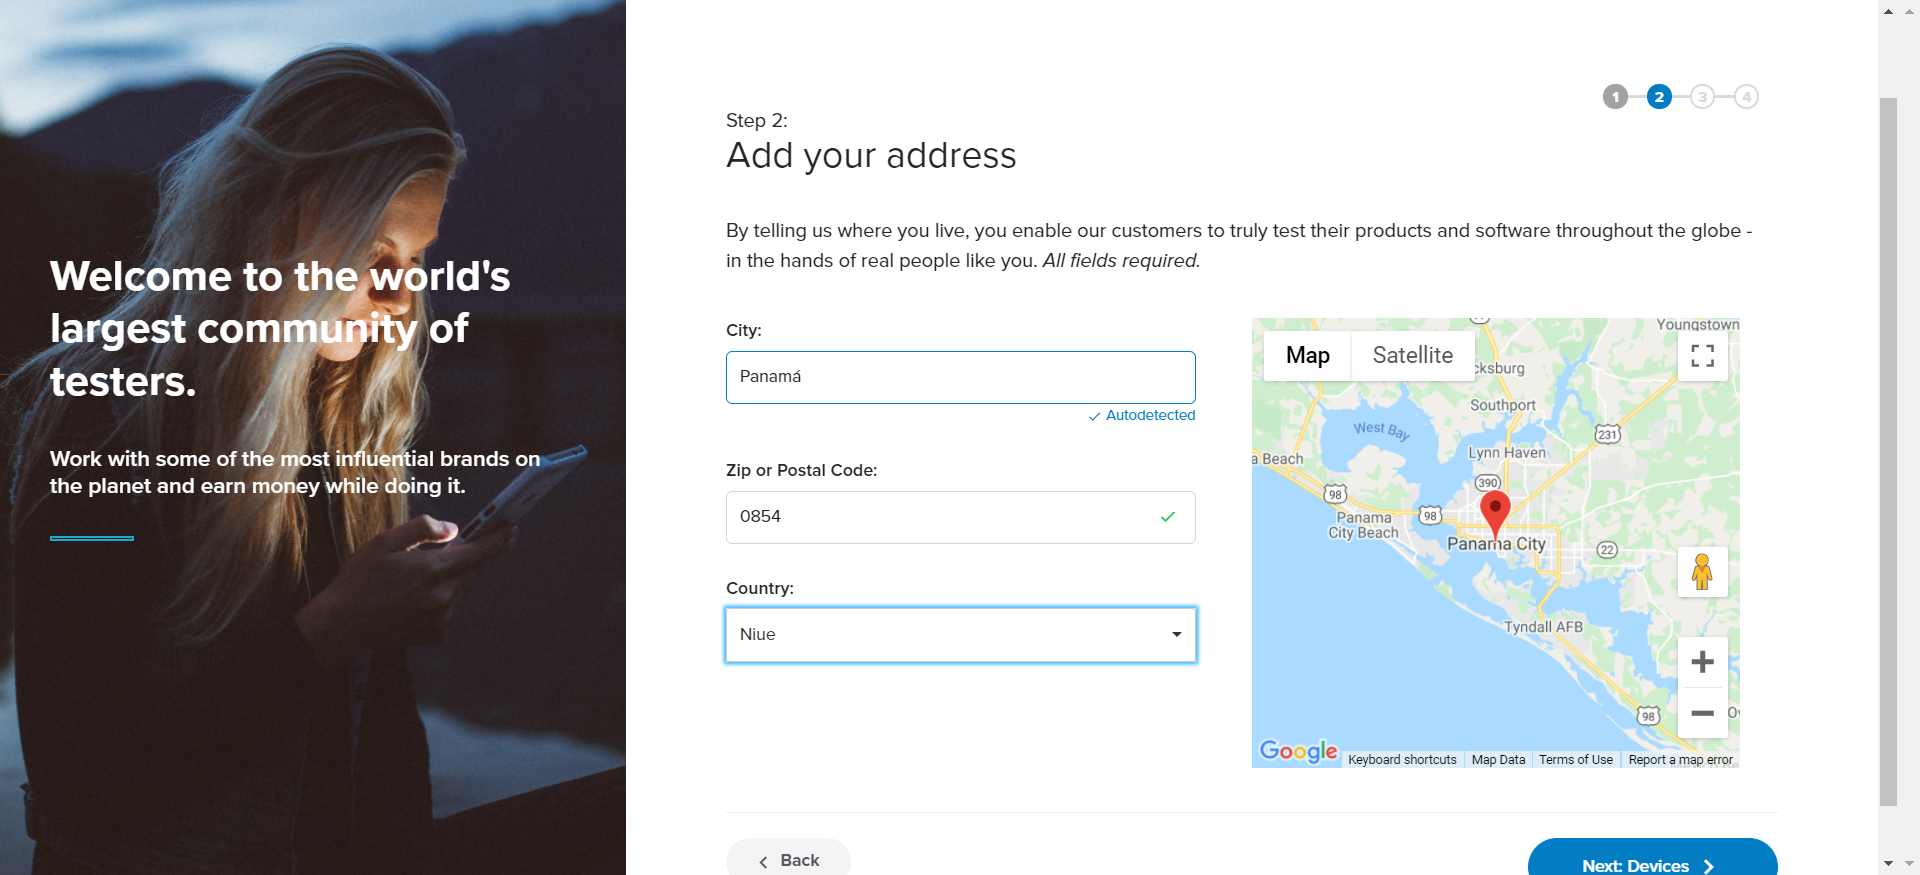 Welcome to the world's
largest community of
testers.
Work with some of the most influential brands on
the planet and earn money while doing it.
1 2 3 4
Step 2:
Add your address
By telling us where you live, you enable our customers to truly test their products and software throughout the globe -
in the hands of real people like you. All fields required.
City:
Panamá
Autodetected
Zip or Postal Code:
0854
Country:
Niue
Youngstown
Map Satellite
cksburg
Southport
West Bay
231
a Beach
Lynn Haven
390
98
98
Panama
City Beach
Panama City
22
Tyndall AFB
98
Google
Keyboard shortcuts Map Data Terms of Use Report a map error
Back
Next: Devices